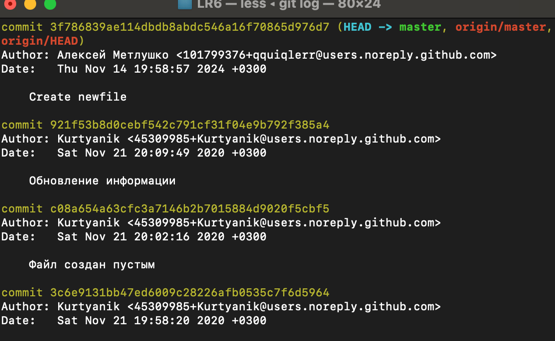 LR6 — less ◂ git log — 80×24
commit 3f786839ae114dbdb8abdc546a16f70865d976d7 (HEAD -> master, origin/master,
origin/HEAD)
Author: Алексей Метлушко <101799376+qquiqlerr@users.noreply.github.com>
Date:   Thu Nov 14 19:58:57 2024 +0300
Create newfile
commit 921f53b8d0cebf542c791cf31f04e9b792f385a4
Author: Kurtyanik <45309985+Kurtyanik@users.noreply.github.com>
Date:   Sat Nov 21 20:09:49 2020 +0300
Обновление информации
commit c08a654a63cfc3a7146b2b7015884d9020f5cbf5
Author: Kurtyanik <45309985+Kurtyanik@users.noreply.github.com>
Date:   Sat Nov 21 20:02:16 2020 +0300
Файл создан пустым
commit 3c6e9131bb47ed6009c28226afb0535c7f6d5964
Author: Kurtyanik <45309985+Kurtyanik@users.noreply.github.com>
Date:   Sat Nov 21 19:58:20 2020 +0300